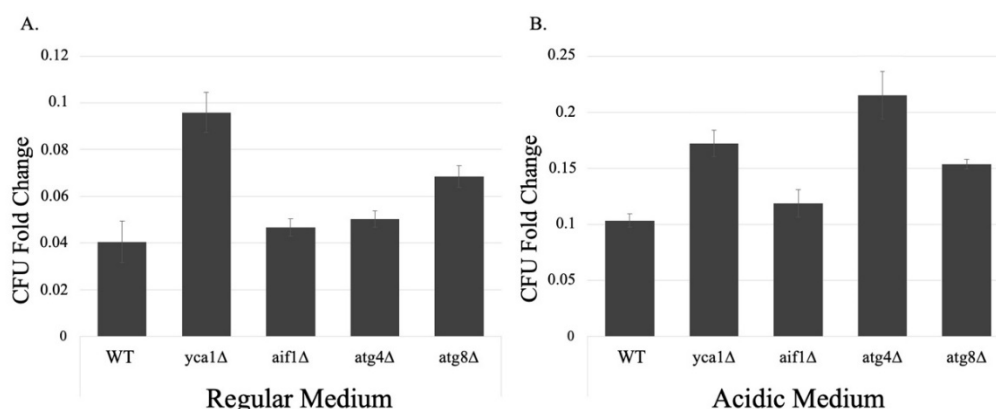 A.
0.12
0.1
0.08
0.06
0.04
0.02
0
CFU Fold Change
WT yca1Δ aif1Δ atg4Δ atg8Δ
Regular Medium
B.
0.25
0.2
0.15
0.1
0.05
0
CFU Fold Change
WT yca1Δ aif1Δ atg4Δ atg8Δ
Acidic Medium